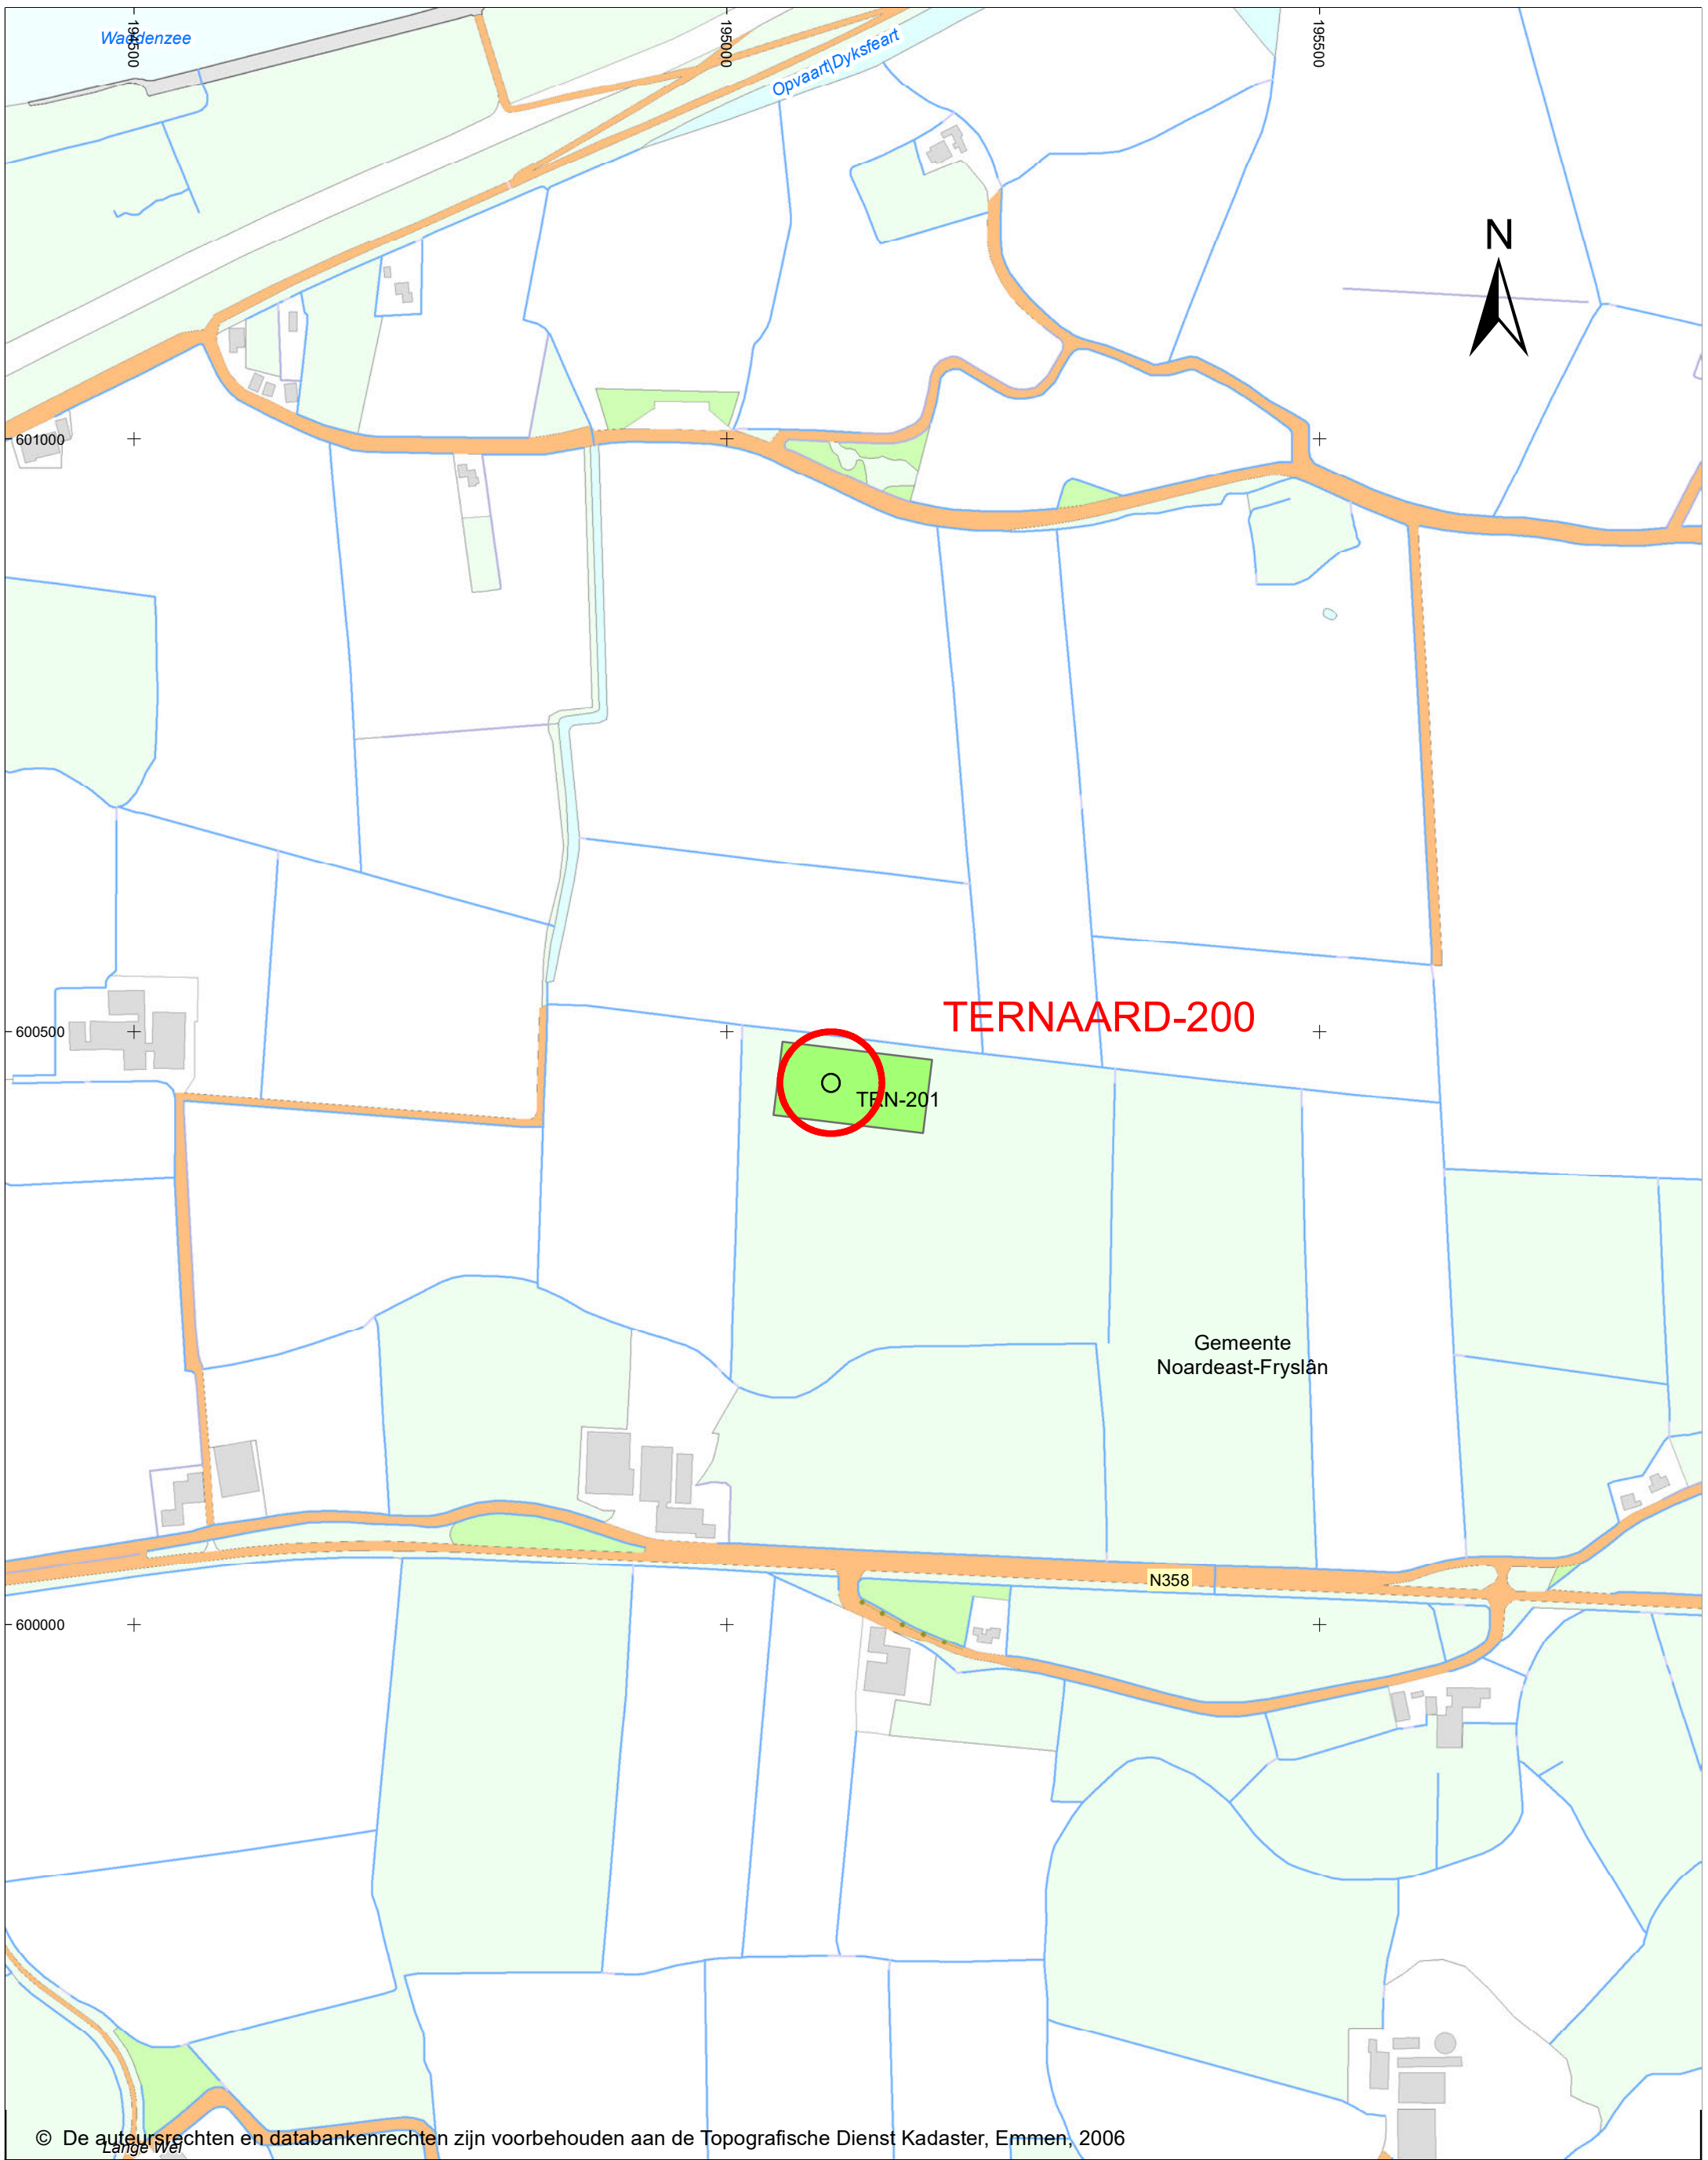 Waddenzee
194500
195000
195500
Opvaart|Dyksfeart
N
601000
600500
TERNAARD-200
TRN-201
Gemeente
Noardeast-Fryslân
N358
600000
© De auteursrechten en databankenrechten zijn voorbehouden aan de Topografische Dienst Kadaster, Emmen, 2006
Lange Wei